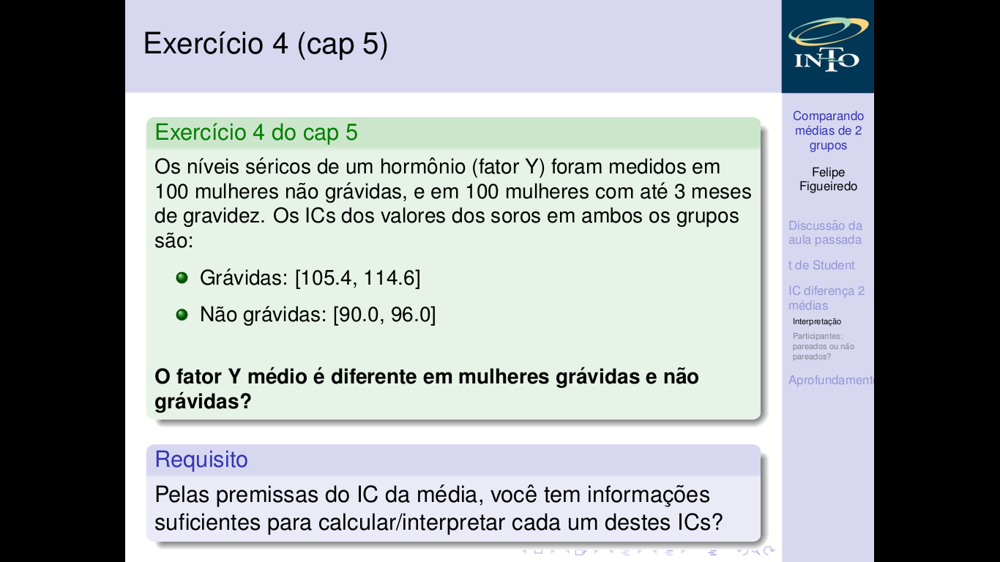 Exercício 4 (cap 5)
INTO
Exercício 4 do cap 5
Os níveis séricos de um hormônio (fator Y) foram medidos em
100 mulheres não grávidas, e em 100 mulheres com até 3 meses
de gravidez. Os ICs dos valores dos soros em ambos os grupos
são:
Grávidas: [105.4, 114.6]
Não grávidas: [90.0, 96.0]
O fator Y médio é diferente em mulheres grávidas e não
grávidas?
Requisito
Pelas premissas do IC da média, você tem informações
suficientes para calcular/interpretar cada um destes ICs?
Comparando
médias de 2
grupos
Felipe
Figueiredo
Discussão da
aula passada
t de Student
IC diferença 2
médias
Interpretação
Participantes:
pareados ou não
pareados?
Aprofundament